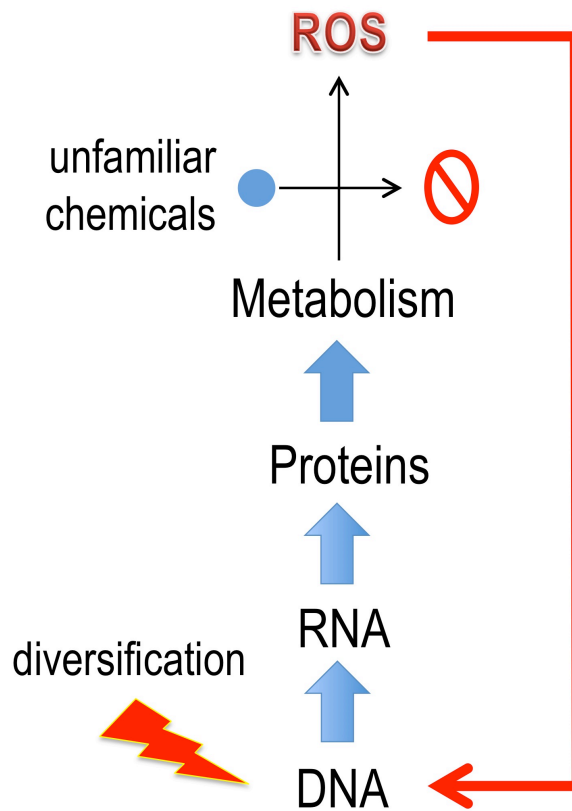 ROS
unfamiliar
chemicals
Metabolism
Proteins
RNA
diversification
DNA